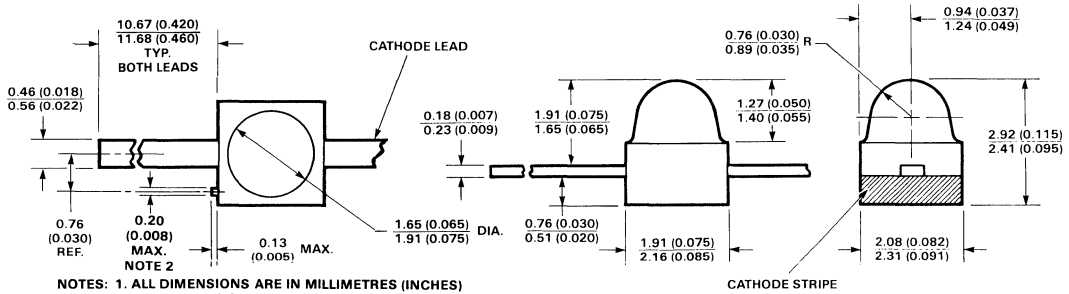 10.67 (0.420)
11.68 (0.460)
TYP.
BOTH LEADS
CATHODE LEAD
0.46 (0.018)
0.56 (0.022)
0.76
(0.030)
REF.
0.20
(0.008)
MAX.
NOTE 2
0.13
(0.005)
MAX.
1.65 (0.065)
1.91 (0.075)
DIA.
0.18 (0.007)
0.23 (0.009)
1.91 (0.075)
1.65 (0.065)
0.76 (0.030)
0.51 (0.020)
1.91 (0.075)
2.16 (0.085)
1.27 (0.050)
1.40 (0.055)
0.76 (0.030)
0.89 (0.035)
R
0.94 (0.037)
1.24 (0.049)
2.92 (0.115)
2.41 (0.095)
2.08 (0.082)
2.31 (0.091)
CATHODE STRIPE
NOTES: 1. ALL DIMENSIONS ARE IN MILLIMETRES (INCHES)